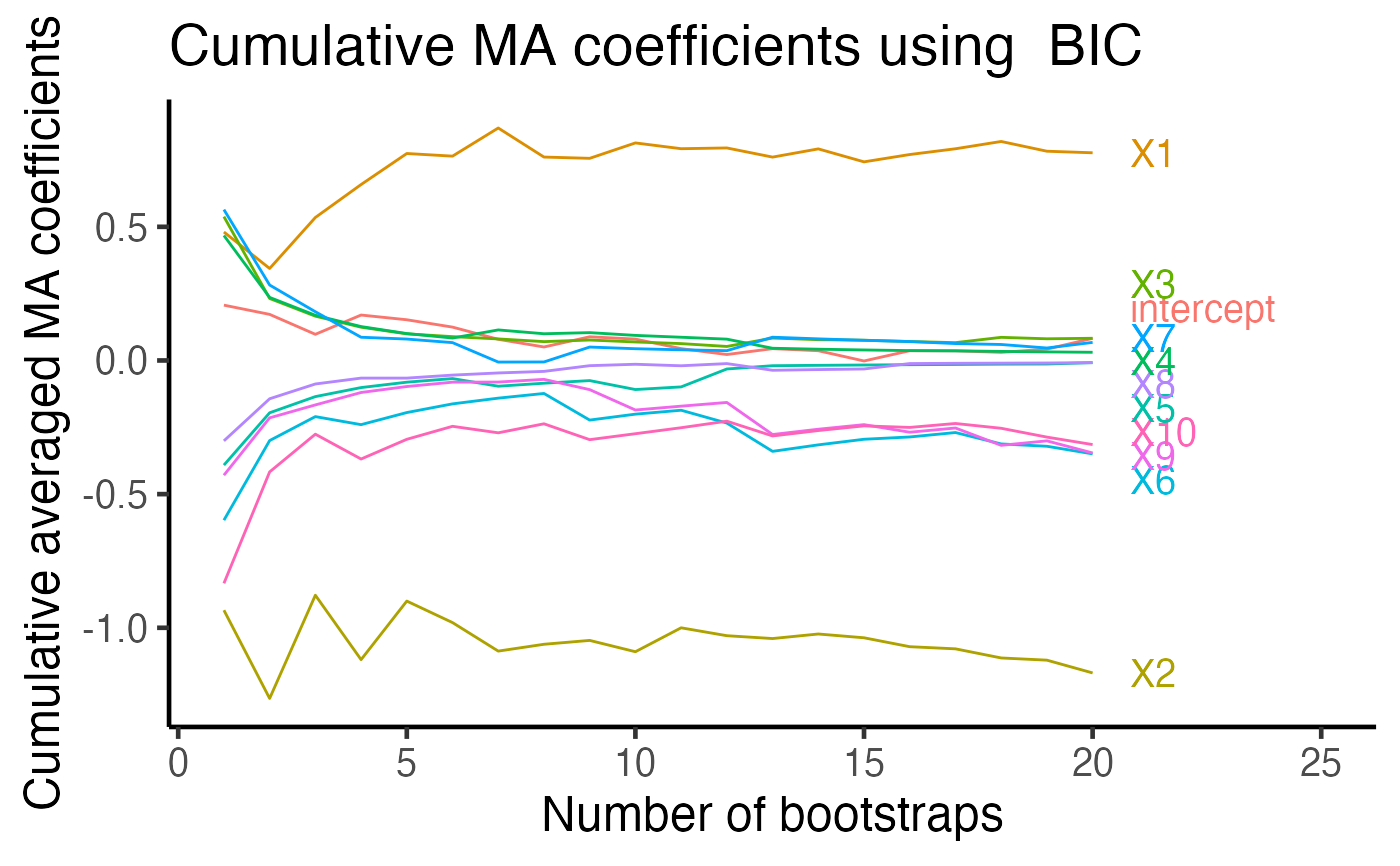 Cumulative MA coefficients using  BIC
Cumulative averaged MA coefficients
0.5
0.0
-0.5
-1.0
X1
X3
intercept
X7
X4
X8
X5
X10
X9
X6
X2
0
5
10
15
20
25
Number of bootstraps